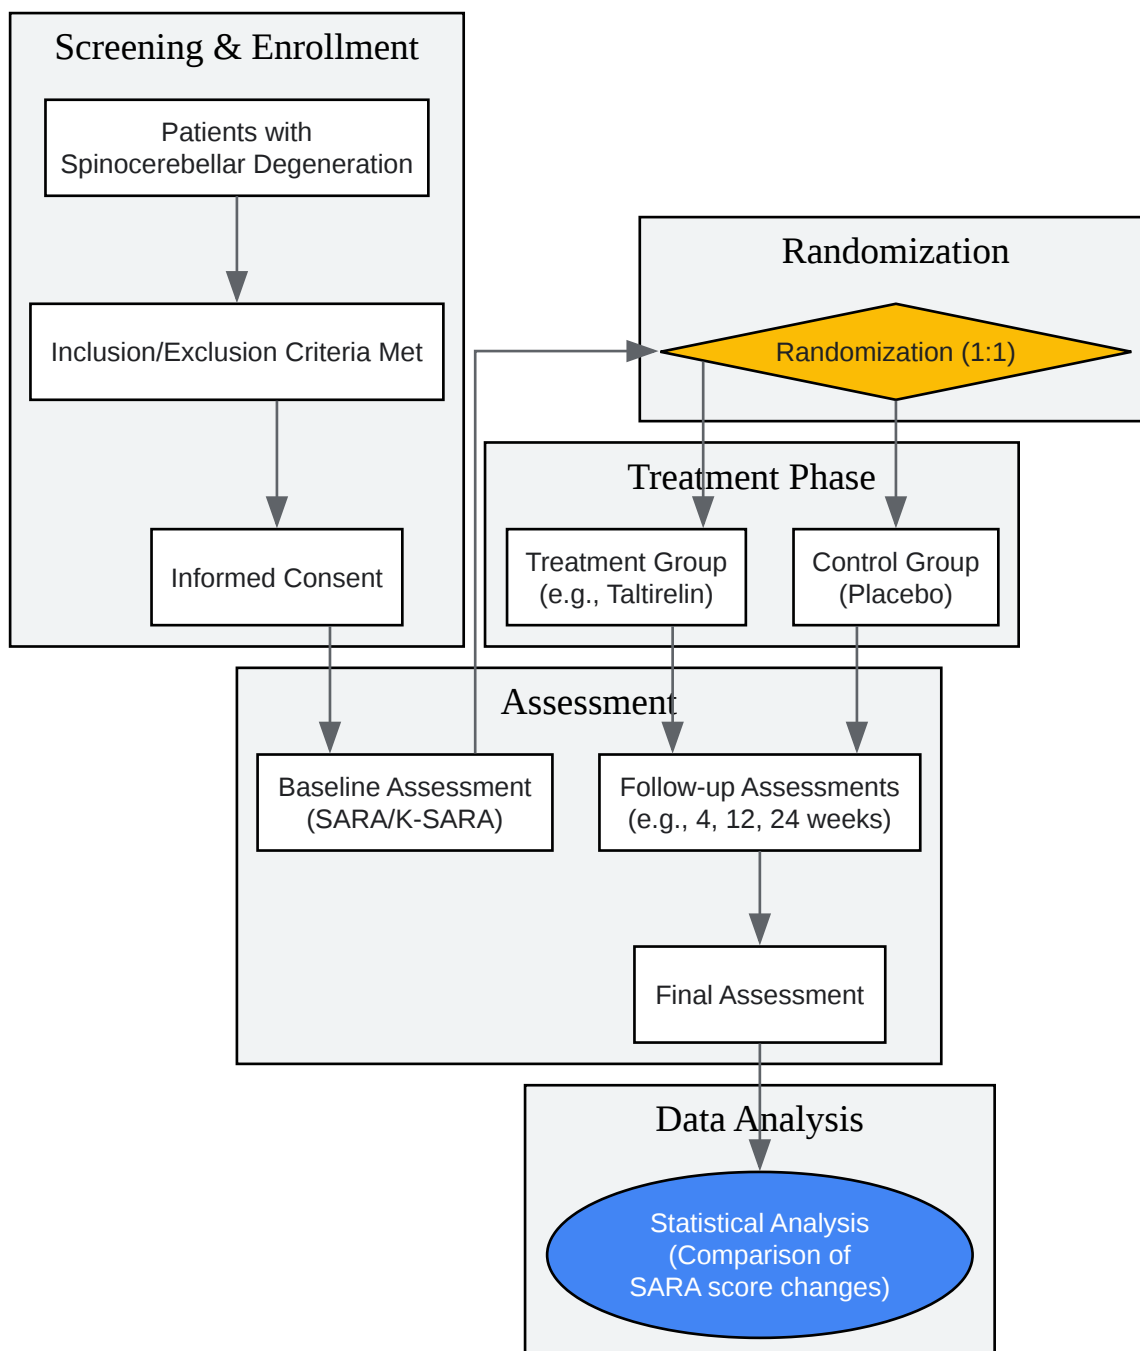 Screening & Enrollment
Patients with
Spinocerebellar Degeneration
Inclusion/Exclusion Criteria Met
Informed Consent
Randomization
Randomization (1:1)
Treatment Phase
Treatment Group
(e.g., Taltirelin)
Control Group
(Placebo)
Assessment
Baseline Assessment
(SARA/K-SARA)
Follow-up Assessments
(e.g., 4, 12, 24 weeks)
Final Assessment
Data Analysis
Statistical Analysis
(Comparison of
SARA score changes)